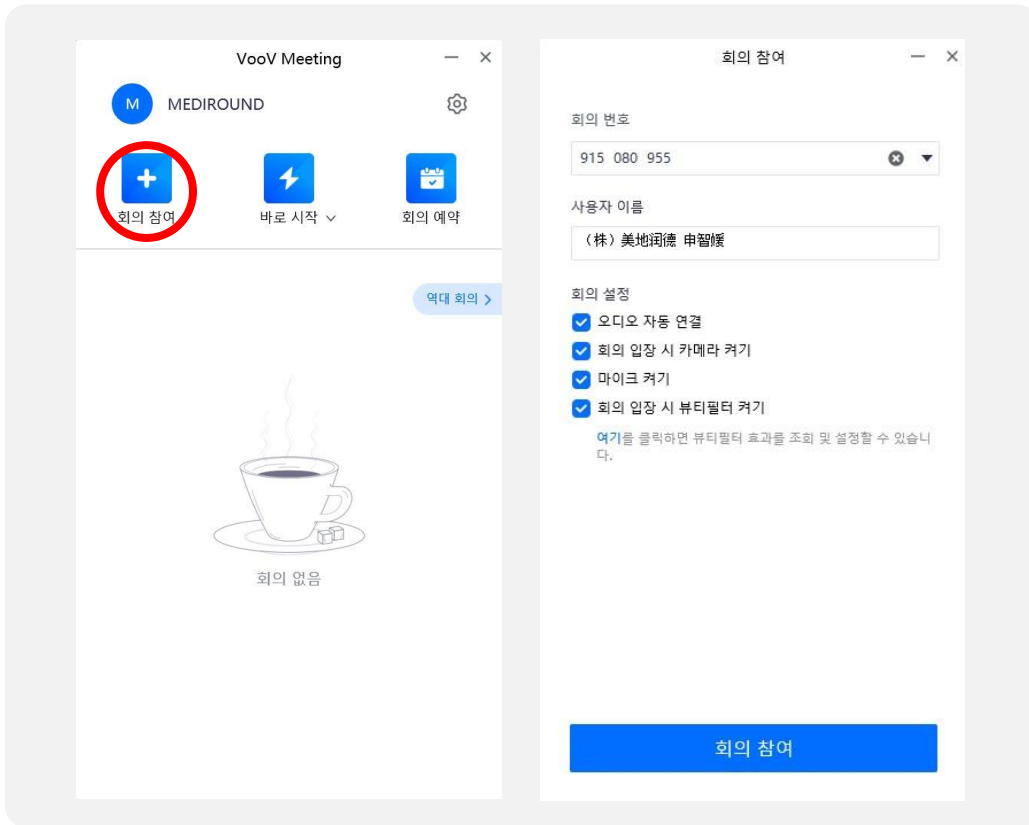 VooV Meeting
M MEDIROUND
회의 참여 바로 시작 회의 예약
역대 회의
회의 없음
회의 참여
회의 번호
915 080 955
사용자 이름
（株）美地润德 申智媛
회의 설정
오디오 자동 연결
회의 입장 시 카메라 켜기
마이크 켜기
회의 입장 시 뷰티필터 켜기
여기를 클릭하면 뷰티필터 효과를 조회 및 설정할 수 있습니
다.
회의 참여